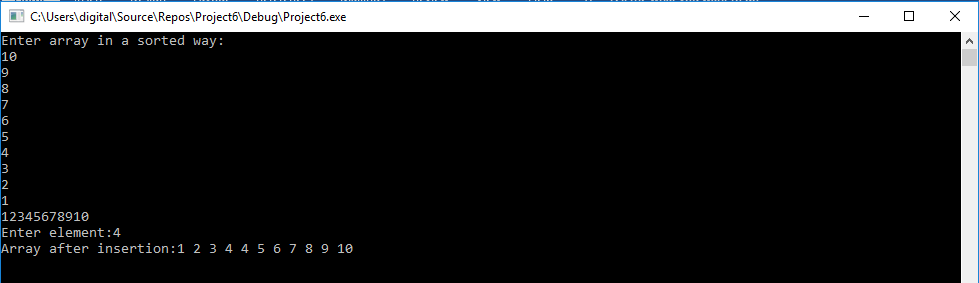 C:\Users\digital\Source\Repos\Project6\Debug\Project6.exe
Enter array in a sorted way:
10
9
8
7
6
5
4
3
2
1
12345678910
Enter element:4
Array after insertion:1 2 3 4 4 5 6 7 8 9 10